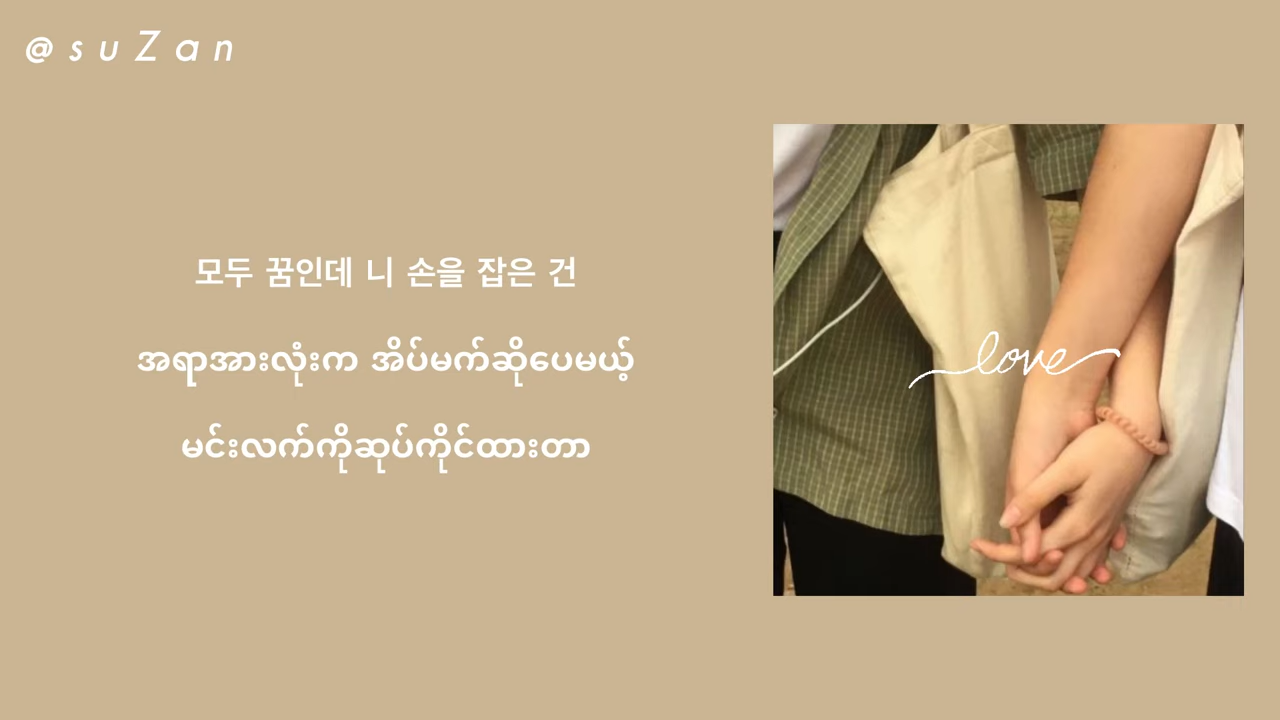 @suZan
모두 꿈인데 니 손을 잡은 건
အရာအားလုံးက အိပ်မက်ဆိုပေမယ့်
မင်းလက်ကိုဆုပ်ကိုင်ထားတာ
love